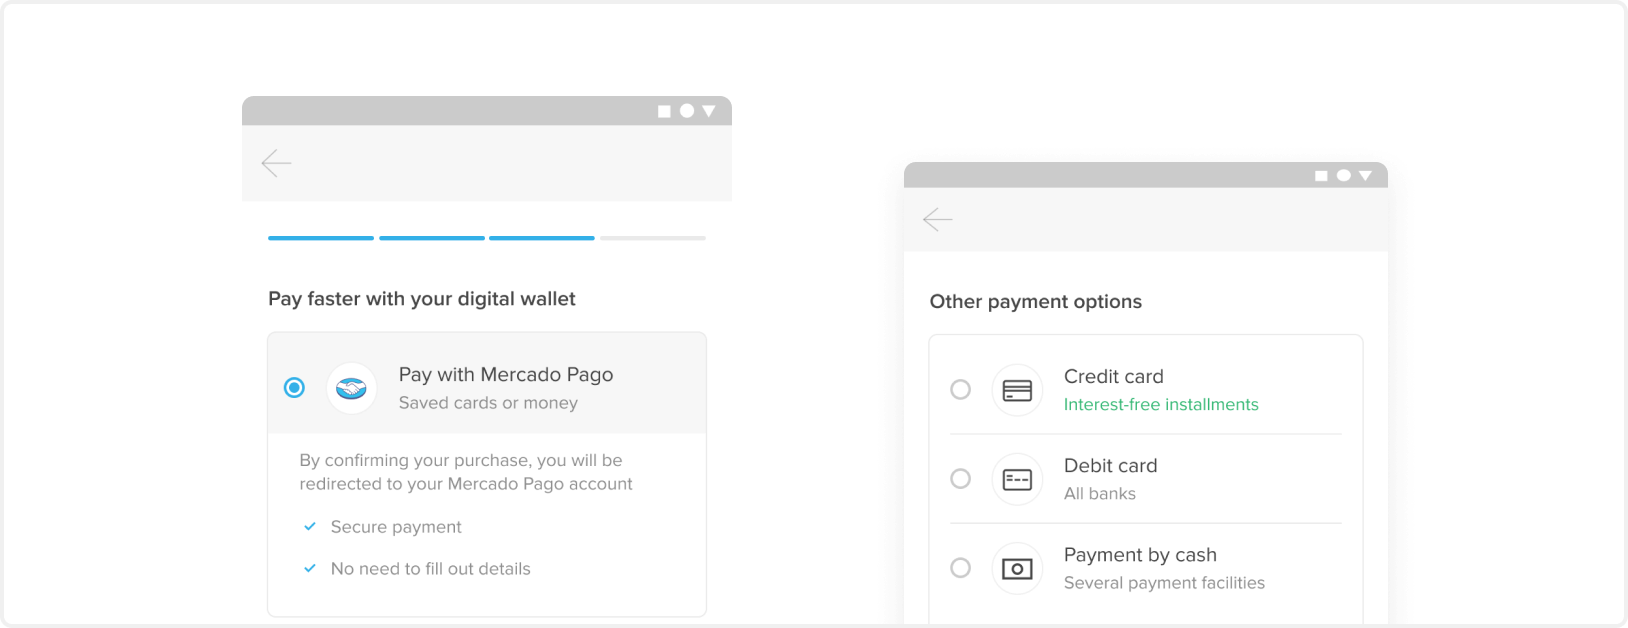 Pay faster with your digital wallet
Pay with Mercado Pago
Saved cards or money
By confirming your purchase, you will be
redirected to your Mercado Pago account
Secure payment
No need to fill out details
Other payment options
Credit card
Interest-free installments
Debit card
All banks
Payment by cash
Several payment facilities